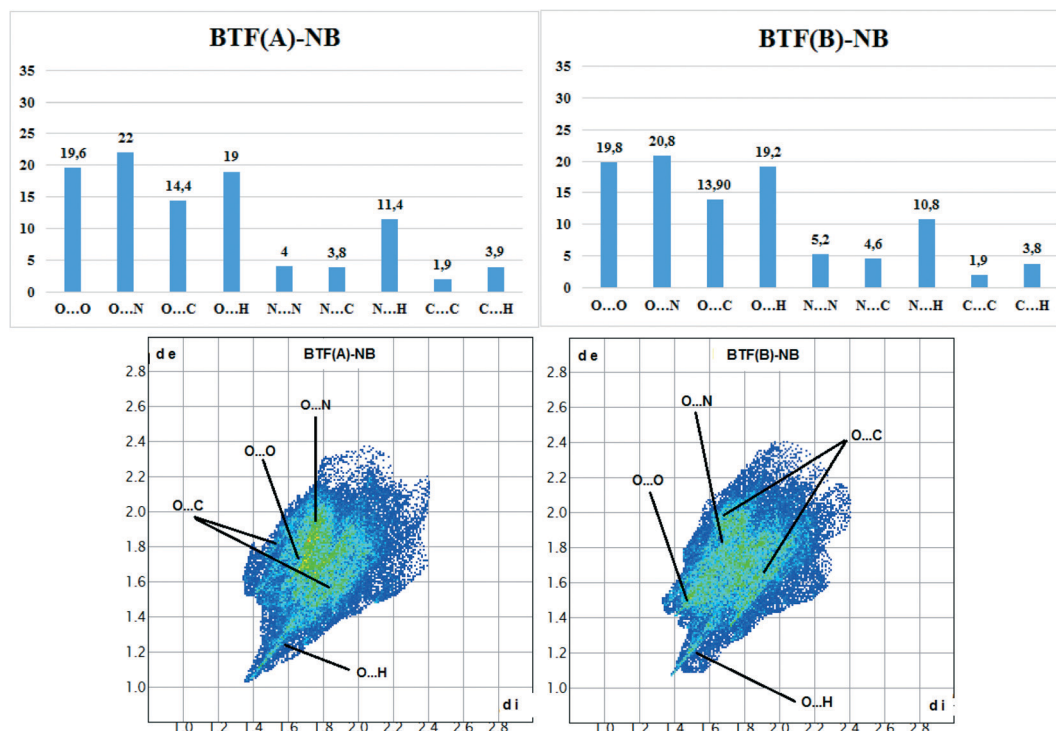 BTF(A)-NB
35
30
25
20
15
10
5
0
19,6
22
14,4
19
4
3,8
11,4
1,9
3,9
O...O O...N O...C O...H N...N N...C N...H C...C C...H
BTF(B)-NB
35
30
25
20
15
10
5
0
19,8
20,8
13,90
19,2
5,2
4,6
10,8
1,9
3,8
O...O O...N O...C O...H N...N N...C N...H C...C C...H
d e
BTF(A)-NB
2.8
2.6
2.4
2.2
2.0
1.8
1.6
1.4
1.2
1.0
O...N
O...O
O...C
O...H
d i
1.0 1.2 1.4 1.6 1.8 2.0 2.2 2.4 2.6 2.8
d e
BTF(B)-NB
2.8
2.6
2.4
2.2
2.0
1.8
1.6
1.4
1.2
1.0
O...N
O...C
O...O
O...H
d i
1.0 1.2 1.4 1.6 1.8 2.0 2.2 2.4 2.6 2.8